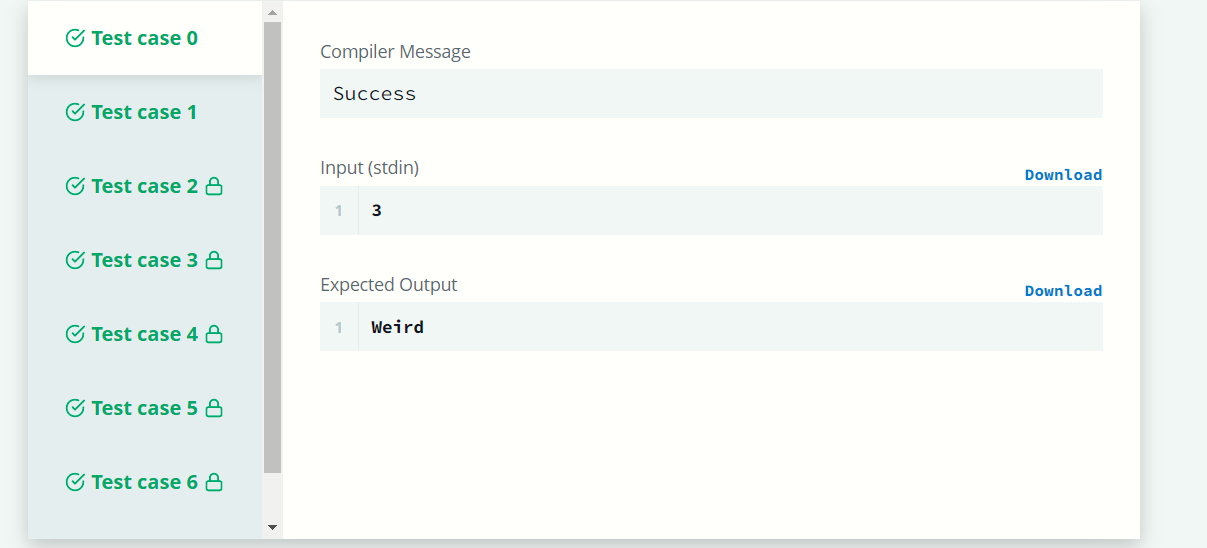 Test case 0
Test case 1
Test case 2
Test case 3
Test case 4
Test case 5
Test case 6
Compiler Message
Success
Input (stdin)
Download
1 3
Expected Output
Download
1 Weird